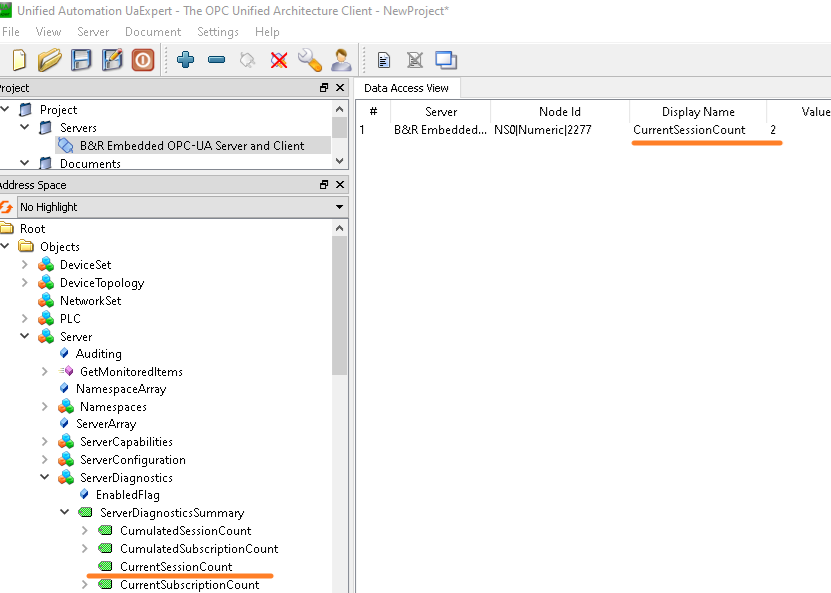 Unified Automation UaExpert - The OPC Unified Architecture Client - NewProject*
File View Server Document Settings Help
Project
Project
Servers
B&R Embedded OPC-UA Server and Client
Documents
Address Space
No Highlight
Root
Objects
DeviceSet
DeviceTopology
NetworkSet
PLC
Server
Auditing
GetMonitoredItems
NamespaceArray
Namespaces
ServerArray
ServerCapabilities
ServerConfiguration
ServerDiagnostics
EnabledFlag
ServerDiagnosticsSummary
CumulatedSessionCount
CumulatedSubscriptionCount
CurrentSessionCount
CurrentSubscriptionCount
Data Access View
# Server Node Id Display Name Value
1 B&R Embedded... NS0|Numeric|2277 CurrentSessionCount 2